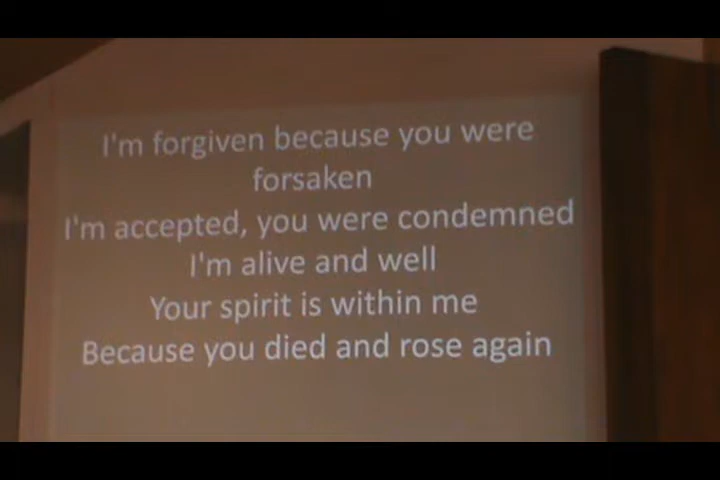 I'm forgiven because you were
forsaken
I'm accepted, you were condemned
I'm alive and well
Your spirit is within me
Because you died and rose again